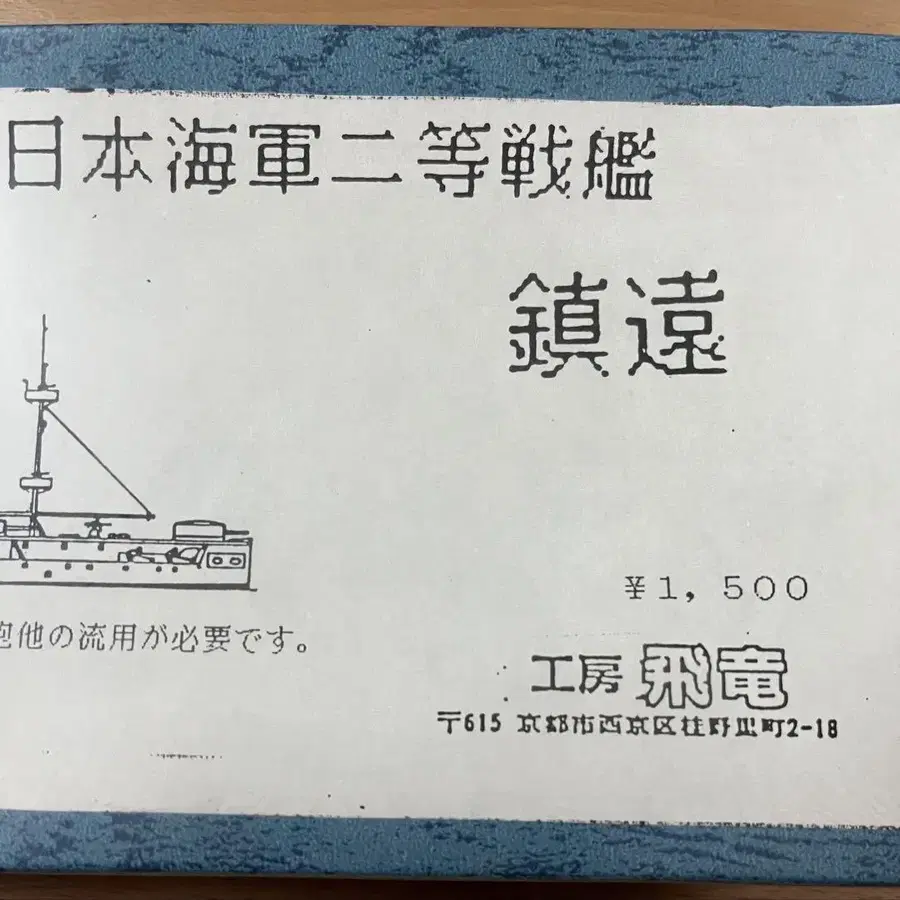 日本海軍二等戦艦
鎮遠
¥1,500
砲他の流用が必要です。
工房 飛竜
〒615 京都市西京区桂野里町2-18